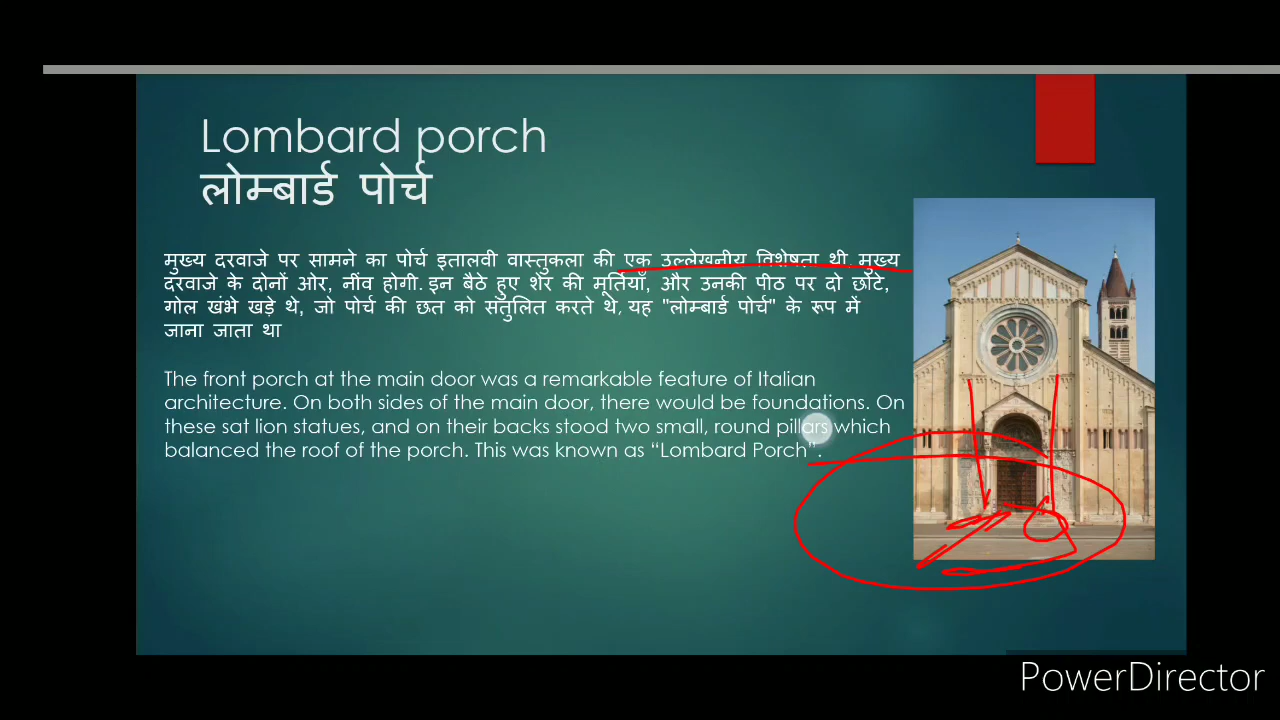 Lombard porch
लोम्बार्ड पोर्च
मुख्य दरवाजे पर सामने का पोर्च इतालवी वास्तुकला की एक उल्लेखनीय विशेषता थी. मुख्य
दरवाजे के दोनों ओर, नींव होगी. इन बैठे हुए शेर की मूर्तियाँ, और उनकी पीठ पर दो छोटे,
गोल खंभे खड़े थे, जो पोर्च की छत को संतुलित करते थे, यह "लोम्बार्ड पोर्च" के रूप में
जाना जाता था
The front porch at the main door was a remarkable feature of Italian
architecture. On both sides of the main door, there would be foundations. On
these sat lion statues, and on their backs stood two small, round pillars which
balanced the roof of the porch. This was known as “Lombard Porch”.
PowerDirector